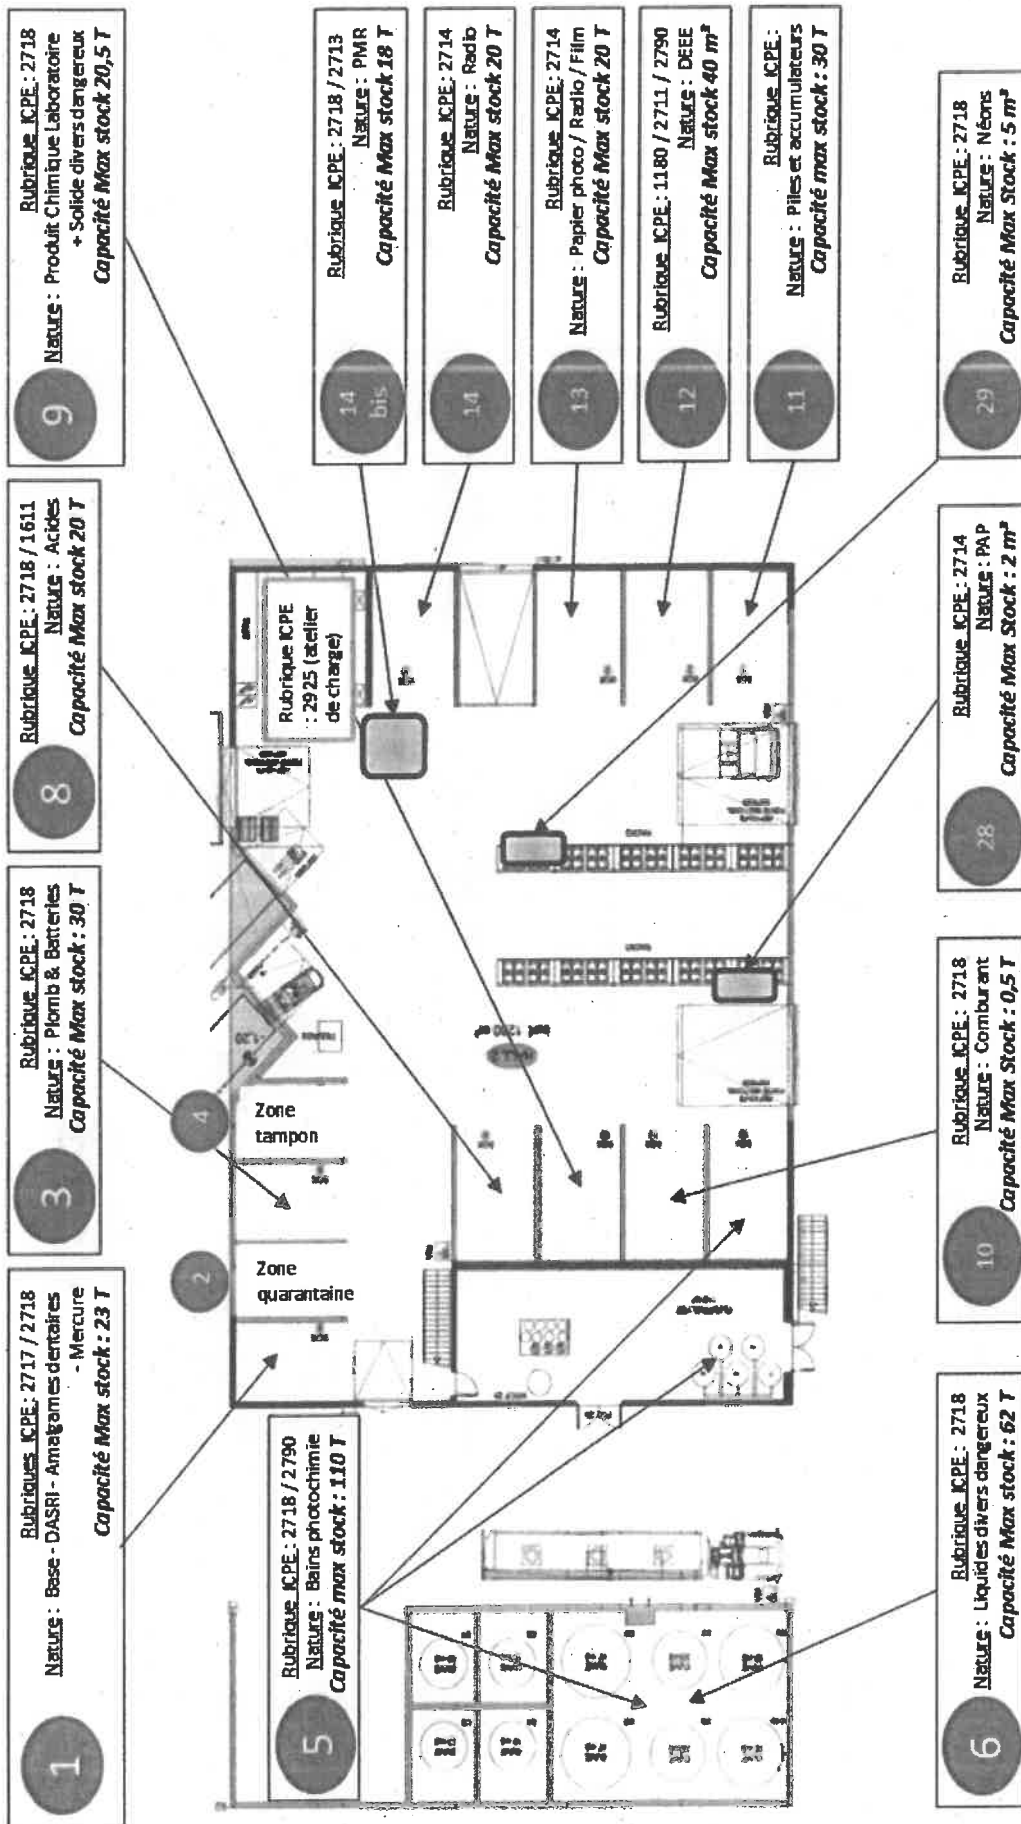 1
Rubriques ICPE : 2717 / 2718
Nature : Base - DASRI - Amalgames dentaires
- Mercure
Capacité Max stock : 23 T
3
Rubrique ICPE : 2718
Nature : Plomb & Batteries
Capacité Max stock : 30 T
8
Rubrique ICPE : 2718 / 1611
Nature : Acides
Capacité Max stock 20 T
9
Rubrique ICPE : 2718
Nature : Produit Chimique Laboratoire
+ Solide divers dangereux
Capacité Max stock 20,5 T
2
4
Zone
quarantaine
Zone
tampon
-1.20
Rubrique ICPE
: 2925 (atelier
de charge)
14
bis
Rubrique ICPE : 2718 / 2713
Nature : PMR
Capacité Max stock 18 T
14
Rubrique ICPE : 2714
Nature : Radio
Capacité Max stock 20 T
13
Rubrique ICPE : 2714
Nature : Papier photo / Radio / Film
Capacité Max stock 20 T
12
Rubrique ICPE : 1180 / 2711 / 2790
Nature : DEEE
Capacité Max stock 40 m³
11
Rubrique ICPE :
Nature : Piles et accumulateurs
Capacité max stock : 30 T
5
Rubrique ICPE : 2718 / 2790
Nature : Bains photochimie
Capacité max stock : 110 T
6
Rubrique ICPE : 2718
Nature : Liquides divers dangereux
Capacité Max stock : 62 T
10
Rubrique ICPE : 2718
Nature : Comburant
Capacité Max Stock : 0,5 T
28
Rubrique ICPE : 2714
Nature : PAP
Capacité Max Stock : 2 m³
29
Rubrique ICPE : 2718
Nature : Néons
Capacité Max Stock : 5 m³